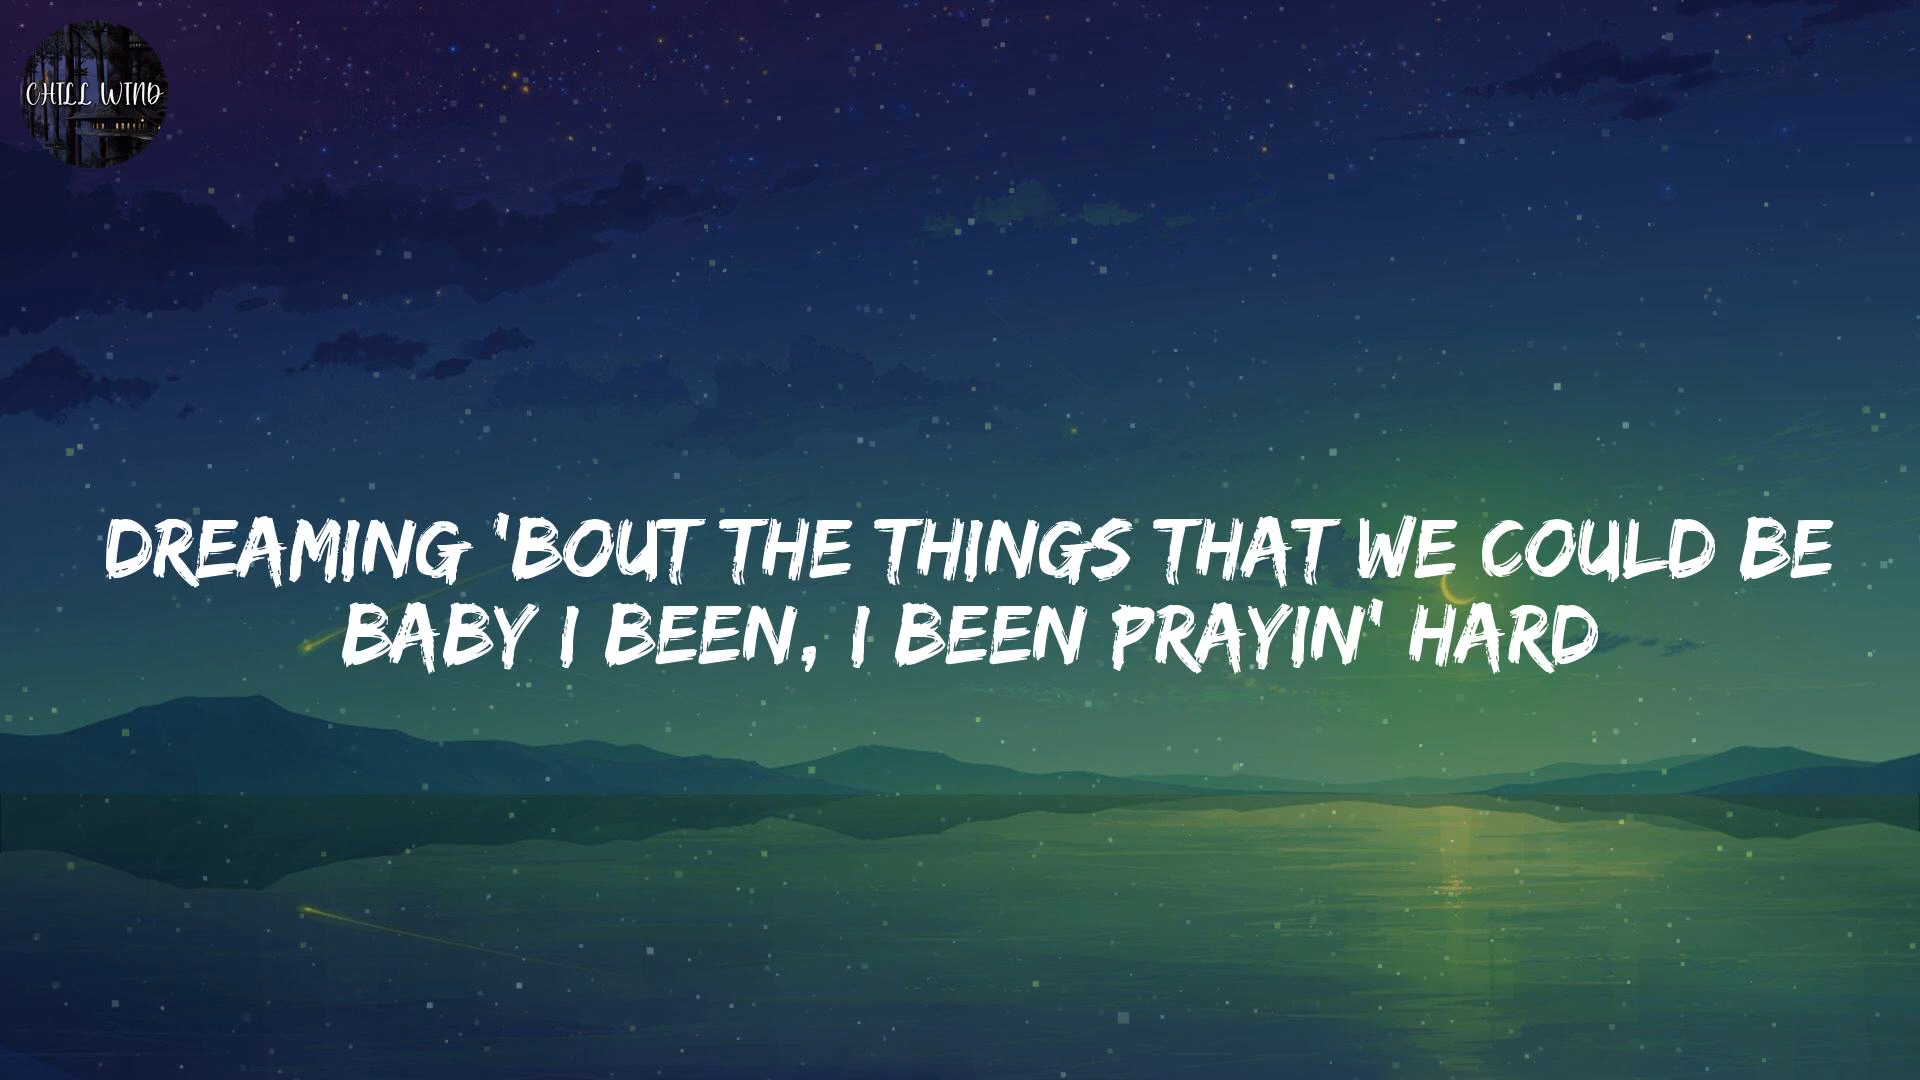 CHILL WIND
DREAMING 'BOUT THE THINGS THAT WE COULD BE
BABY I BEEN, I BEEN PRAYIN' HARD